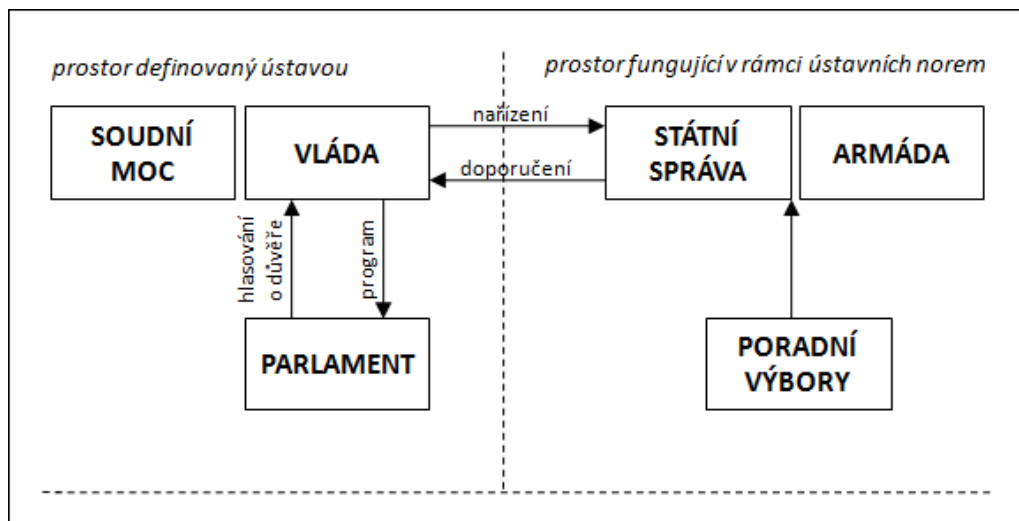 prostor definovaný ústavou
prostor fungující v rámci ústavních norem
SOUDNÍ
MOC
VLÁDA
nařízení
doporučení
STÁTNÍ
SPRÁVA
ARMÁDA
hlasování
o důvěře
program
PARLAMENT
PORADNÍ
VÝBORY